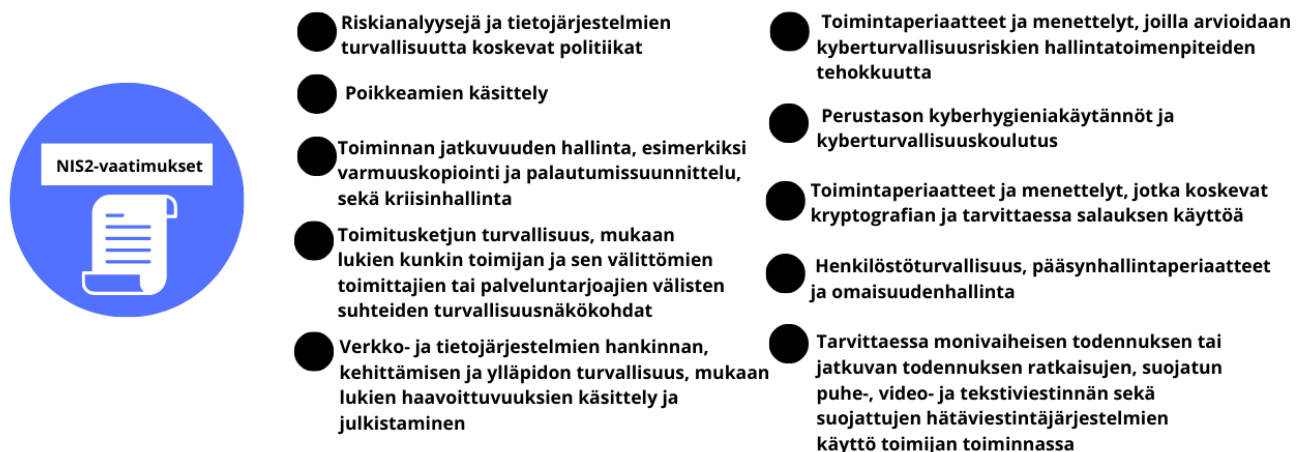 NIS2-vaatimukset
Riskianalyysejä ja tietojärjestelmien
turvallisuutta koskevat politiikat
Poikkeamien käsittely
Toiminnan jatkuvuuden hallinta, esimerkiksi
varmuuskopiointi ja palautumissuunnittelu,
sekä kriisinhallinta
Toimitusketjun turvallisuus, mukaan
lukien kunkin toimijan ja sen välittömien
toimittajien tai palveluntarjoajien välisten
suhteiden turvallisuusnäkökohdat
Verkko- ja tietojärjestelmien hankinnan,
kehittämisen ja ylläpidon turvallisuus, mukaan
lukien haavoittuvuuksien käsittely ja
julkistaminen
Toimintaperiaatteet ja menettelyt, joilla arvioidaan
kyberturvallisuusriskien hallintatoimenpiteiden
tehokkuutta
Perustason kyberhygieniakäytännöt ja
kyberturvallisuuskoulutus
Toimintaperiaatteet ja menettelyt, jotka koskevat
kryptografian ja tarvittaessa salauksen käyttöä
Henkilöstöturvallisuus, pääsynhallintaperiaatteet
ja omaisuudenhallinta
Tarvittaessa monivaiheisen todennuksen tai
jatkuvan todennuksen ratkaisujen, suojatun
puhe-, video- ja tekstiviestinnän sekä
suojattujen hätäviestintäjärjestelmien
käyttö toimijan toiminnassa